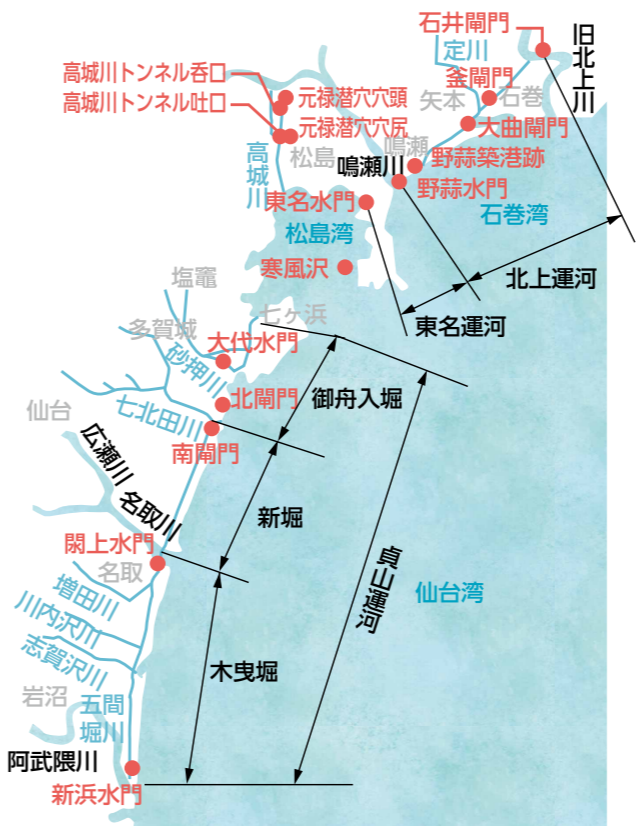 石井閘門
定川
旧北上川
高城川トンネル呑口
元禄潜穴穴頭
釜閘門
矢本
石巻
高城川トンネル吐口
元禄潜穴穴尻
大曲閘門
高城川
松島
鳴瀬
鳴瀬川
野蒜築港跡
野蒜水門
東名水門
石巻湾
松島湾
寒風沢
北上運河
塩竈
七ヶ浜
東名運河
多賀城
大代水門
砂押川
御舟入堀
仙台
七北田川
北閘門
南閘門
広瀬川
名取川
新堀
閖上水門
名取
貞山運河
仙台湾
増田川
川内沢川
志賀沢川
木曳堀
岩沼
五間
堀川
阿武隈川
新浜水門